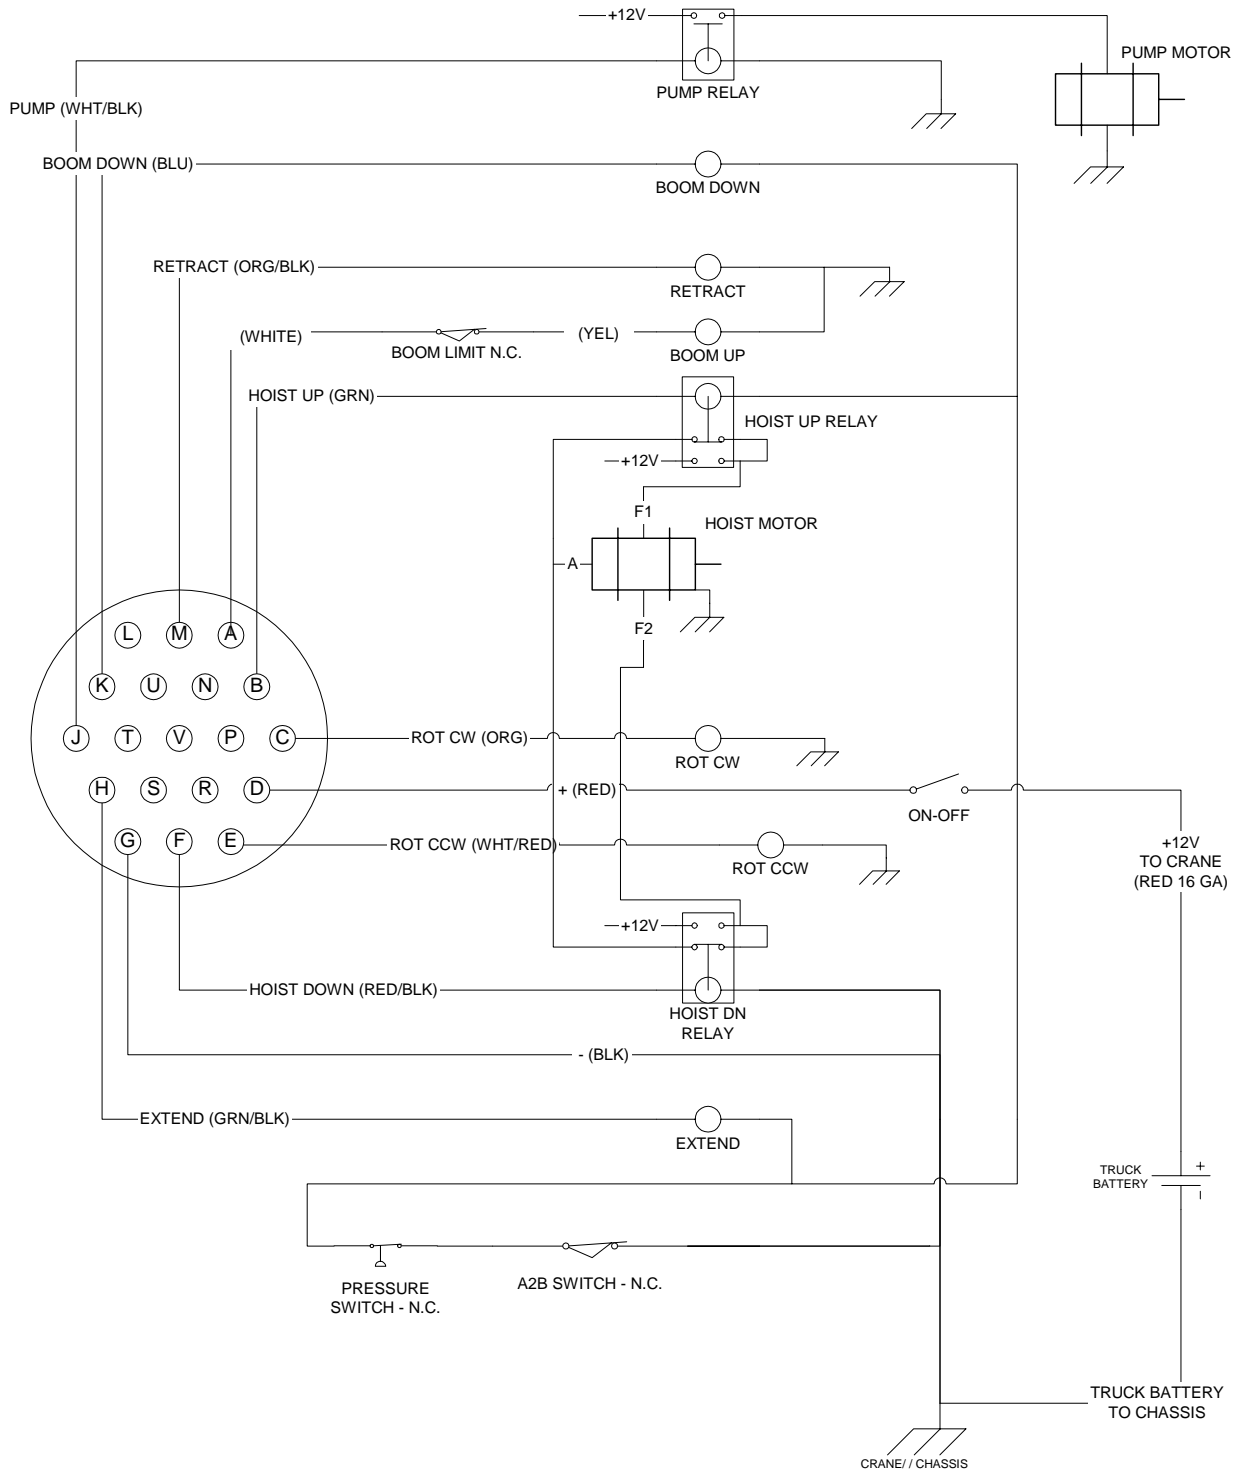 +12V
PUMP MOTOR
PUMP RELAY
PUMP (WHT/BLK)
BOOM DOWN (BLU)
BOOM DOWN
RETRACT (ORG/BLK)
RETRACT
(WHITE)
(YEL)
BOOM LIMIT N.C.
BOOM UP
HOIST UP (GRN)
HOIST UP RELAY
+12V
F1
HOIST MOTOR
A
F2
L M A
K U N B
J T V P C
H S R D
G F E
ROT CW (ORG)
ROT CW
+ (RED)
ON-OFF
ROT CCW (WHT/RED)
ROT CCW
+12V
TO CRANE
(RED 16 GA)
+12V
HOIST DOWN (RED/BLK)
HOIST DN
RELAY
- (BLK)
EXTEND (GRN/BLK)
EXTEND
TRUCK
BATTERY
+
–
PRESSURE
SWITCH - N.C.
A2B SWITCH - N.C.
TRUCK BATTERY
TO CHASSIS
CRANE/ / CHASSIS